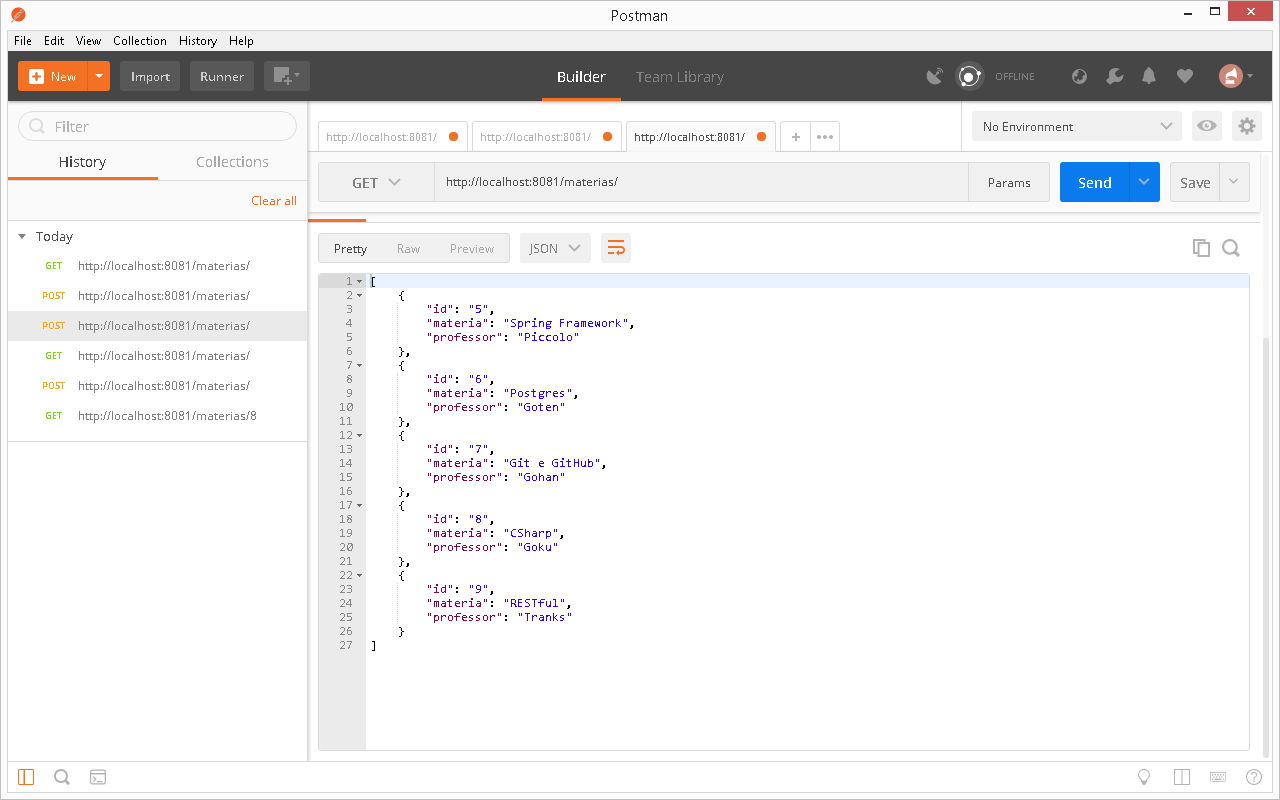 Postman
File Edit View Collection History Help
New Import Runner Builder Team Library OFFLINE
Filter
History Collections
Clear all
Today
GET http://localhost:8081/materias/
POST http://localhost:8081/materias/
POST http://localhost:8081/materias/
GET http://localhost:8081/materias/
POST http://localhost:8081/materias/
GET http://localhost:8081/materias/8
http://localhost:8081/ http://localhost:8081/ http://localhost:8081/ + •••
No Environment
GET http://localhost:8081/materias/ Params Send Save
Pretty Raw Preview JSON
1 [
2 {
3 "id": "5",
4 "materia": "Spring Framework",
5 "professor": "Piccolo"
6 },
7 {
8 "id": "6",
9 "materia": "Postgres",
10 "professor": "Goten"
11 },
12 {
13 "id": "7",
14 "materia": "Git e GitHub",
15 "professor": "Gohan"
16 },
17 {
18 "id": "8",
19 "materia": "CSharp",
20 "professor": "Goku"
21 },
22 {
23 "id": "9",
24 "materia": "RESTful",
25 "professor": "Tranks"
26 }
27 ]